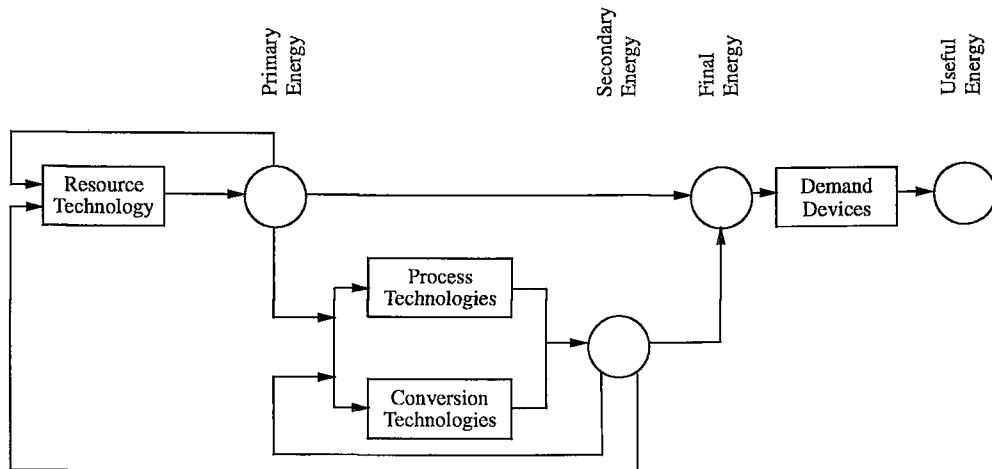 Primary
Energy
Secondary
Energy
Final
Energy
Useful
Energy
Resource
Technology
Demand
Devices
Process
Technologies
Conversion
Technologies